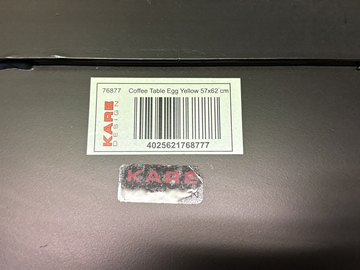 76877 Coffee Table Egg Yellow 57x62 cm
KARE
DESIGN
4025621768777
KARE